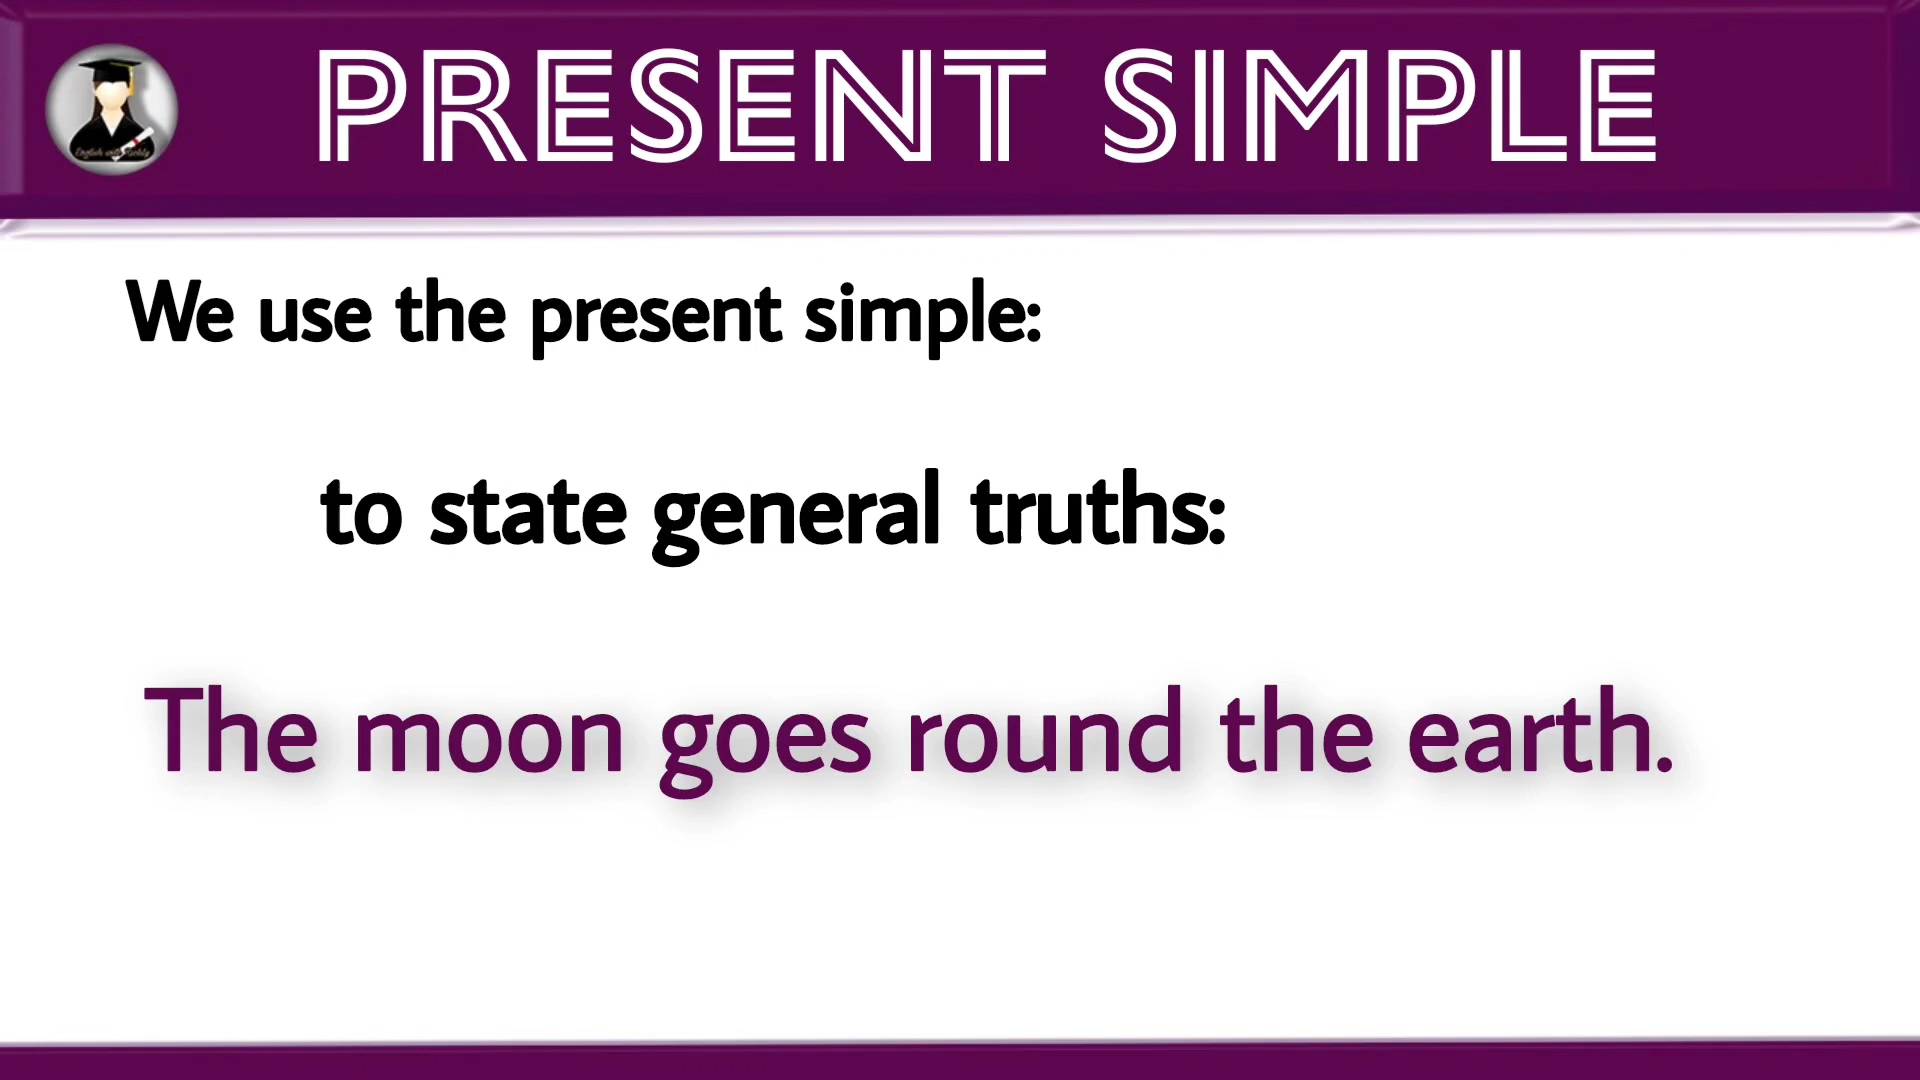 PRESENT SIMPLE
We use the present simple:
to state general truths:
The moon goes round the earth.